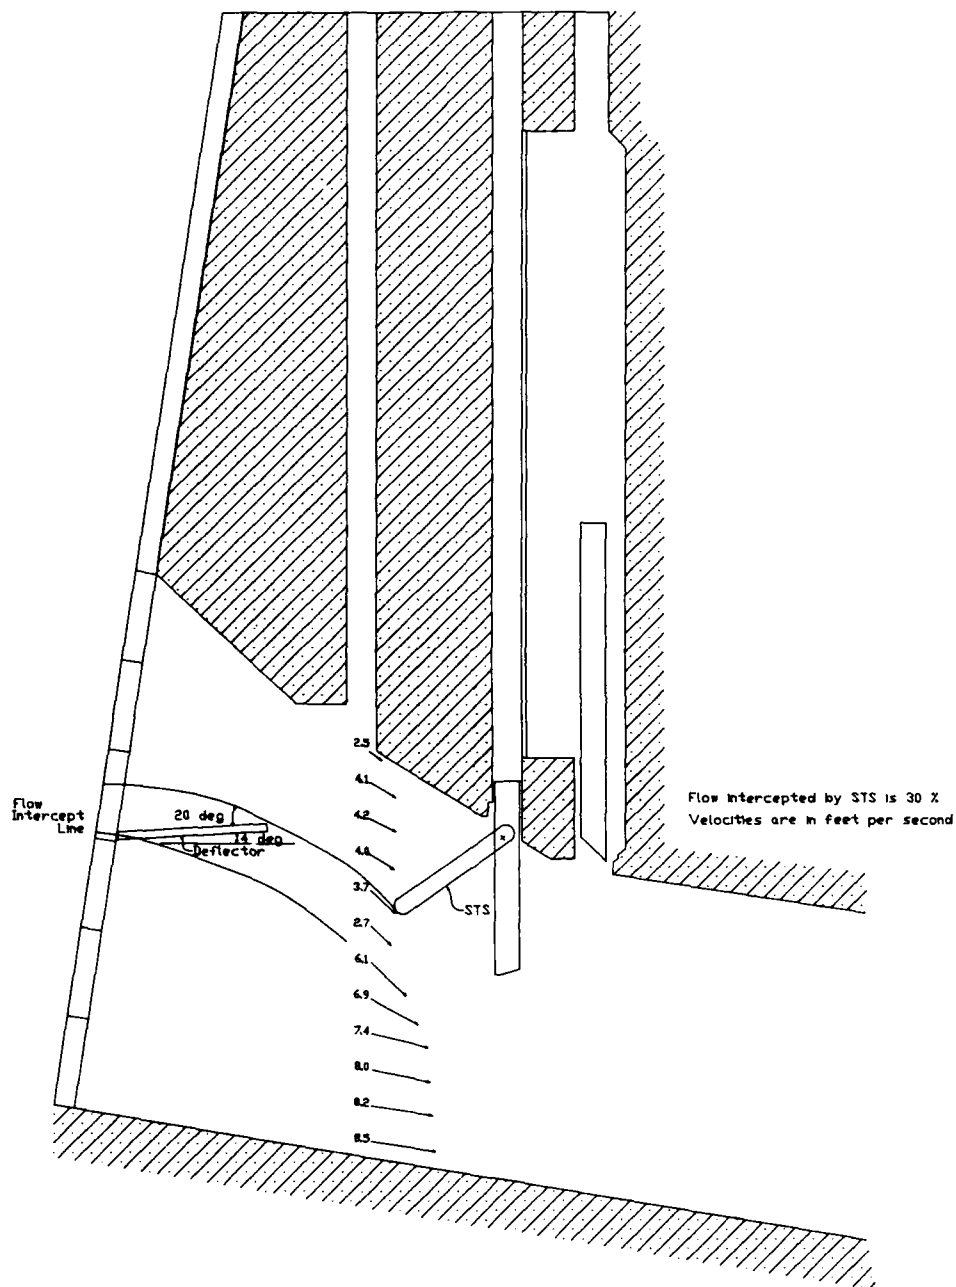 2.5
4.1
Flow intercepted by STS is 30 %
Velocities are in feet per second
Flow
Intercept
Line
20 deg
4.2
14 deg
Deflector
4.8
3.7
STS
2.7
6.1
6.9
7.4
8.0
8.2
8.5